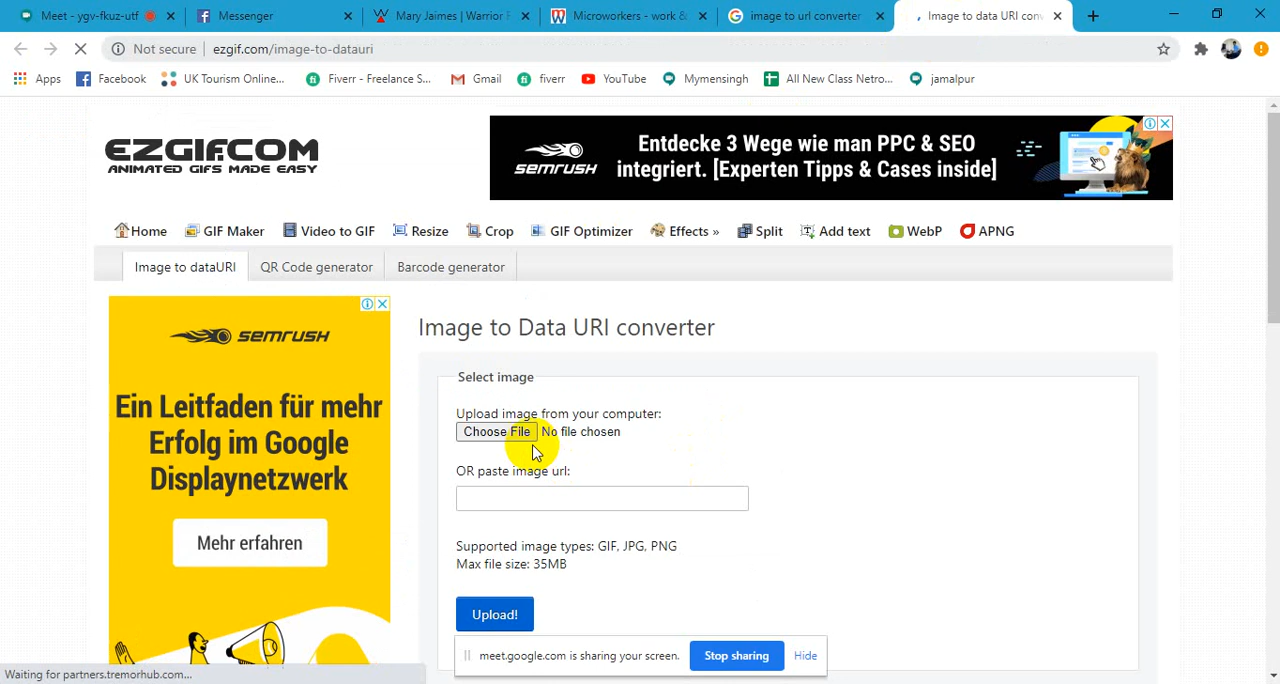 Meet - ygv-fkuz-utf
Messenger
Mary Jaimes | Warrior F
Microworkers - work &
image to url converter
Image to data URI conv
Not secure | ezgif.com/image-to-datauri
Apps
Facebook
UK Tourism Online...
Fiverr - Freelance S...
Gmail
fiverr
YouTube
Mymensingh
All New Class Netro...
jamalpur
EZGIF.COM
ANIMATED GIFS MADE EASY
SEMRUSH
Entdecke 3 Wege wie man PPC & SEO
integriert. [Experten Tipps & Cases inside]
Home
GIF Maker
Video to GIF
Resize
Crop
GIF Optimizer
Effects »
Split
Add text
WebP
APNG
Image to dataURI
QR Code generator
Barcode generator
SEMRUSH
Ein Leitfaden für mehr
Erfolg im Google
Displaynetzwerk
Mehr erfahren
Image to Data URI converter
Select image
Upload image from your computer:
Choose File No file chosen
OR paste image url:
Supported image types: GIF, JPG, PNG
Max file size: 35MB
Upload!
meet.google.com is sharing your screen.
Stop sharing
Hide
Waiting for partners.tremorhub.com...